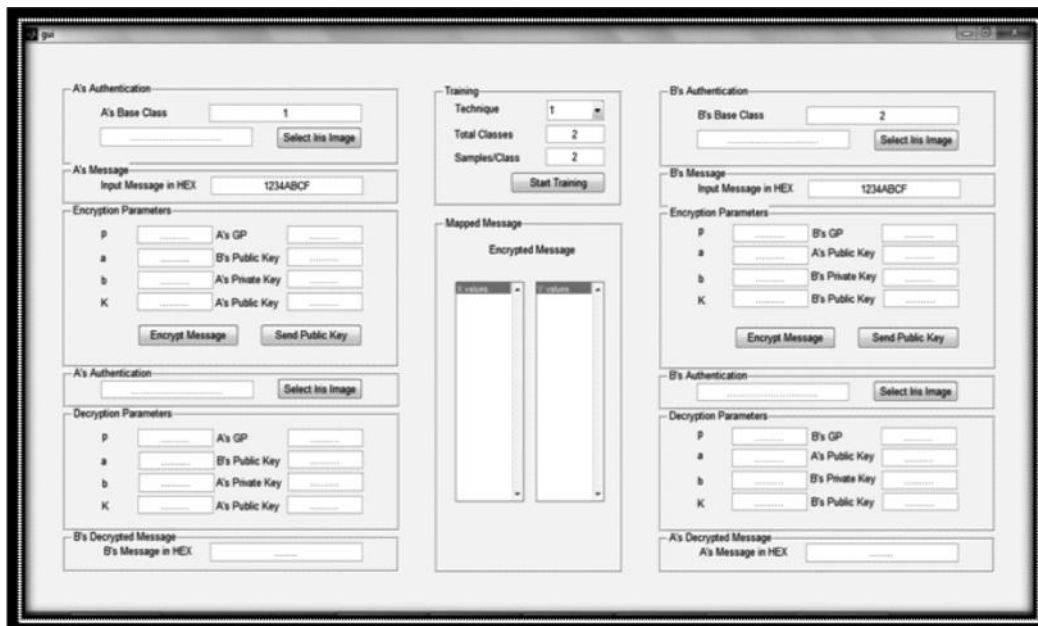 gui
A's Authentication
A's Base Class 1
.......................... Select Iris Image
A's Message
Input Message in HEX 1234ABCF
Encryption Parameters
p .......... A's GP ..........
a .......... B's Public Key ..........
b .......... A's Private Key ..........
K .......... A's Public Key ..........
Encrypt Message Send Public Key
A's Authentication
.......................... Select Iris Image
Decryption Parameters
p .......... A's GP ..........
a .......... B's Public Key ..........
b .......... A's Private Key ..........
K .......... A's Public Key ..........
B's Decrypted Message
B's Message in HEX ........
Training
Technique 1
Total Classes 2
Samples/Class 2
Start Training
Mapped Message
Encrypted Message
X values Y values
B's Authentication
B's Base Class 2
.......................... Select Iris Image
B's Message
Input Message in HEX 1234ABCF
Encryption Parameters
p .......... B's GP ..........
a .......... A's Public Key ..........
b .......... B's Private Key ..........
K .......... B's Public Key ..........
Encrypt Message Send Public Key
B's Authentication
.......................... Select Iris Image
Decryption Parameters
p .......... B's GP ..........
a .......... A's Public Key ..........
b .......... B's Private Key ..........
K .......... B's Public Key ..........
A's Decrypted Message
A's Message in HEX ........